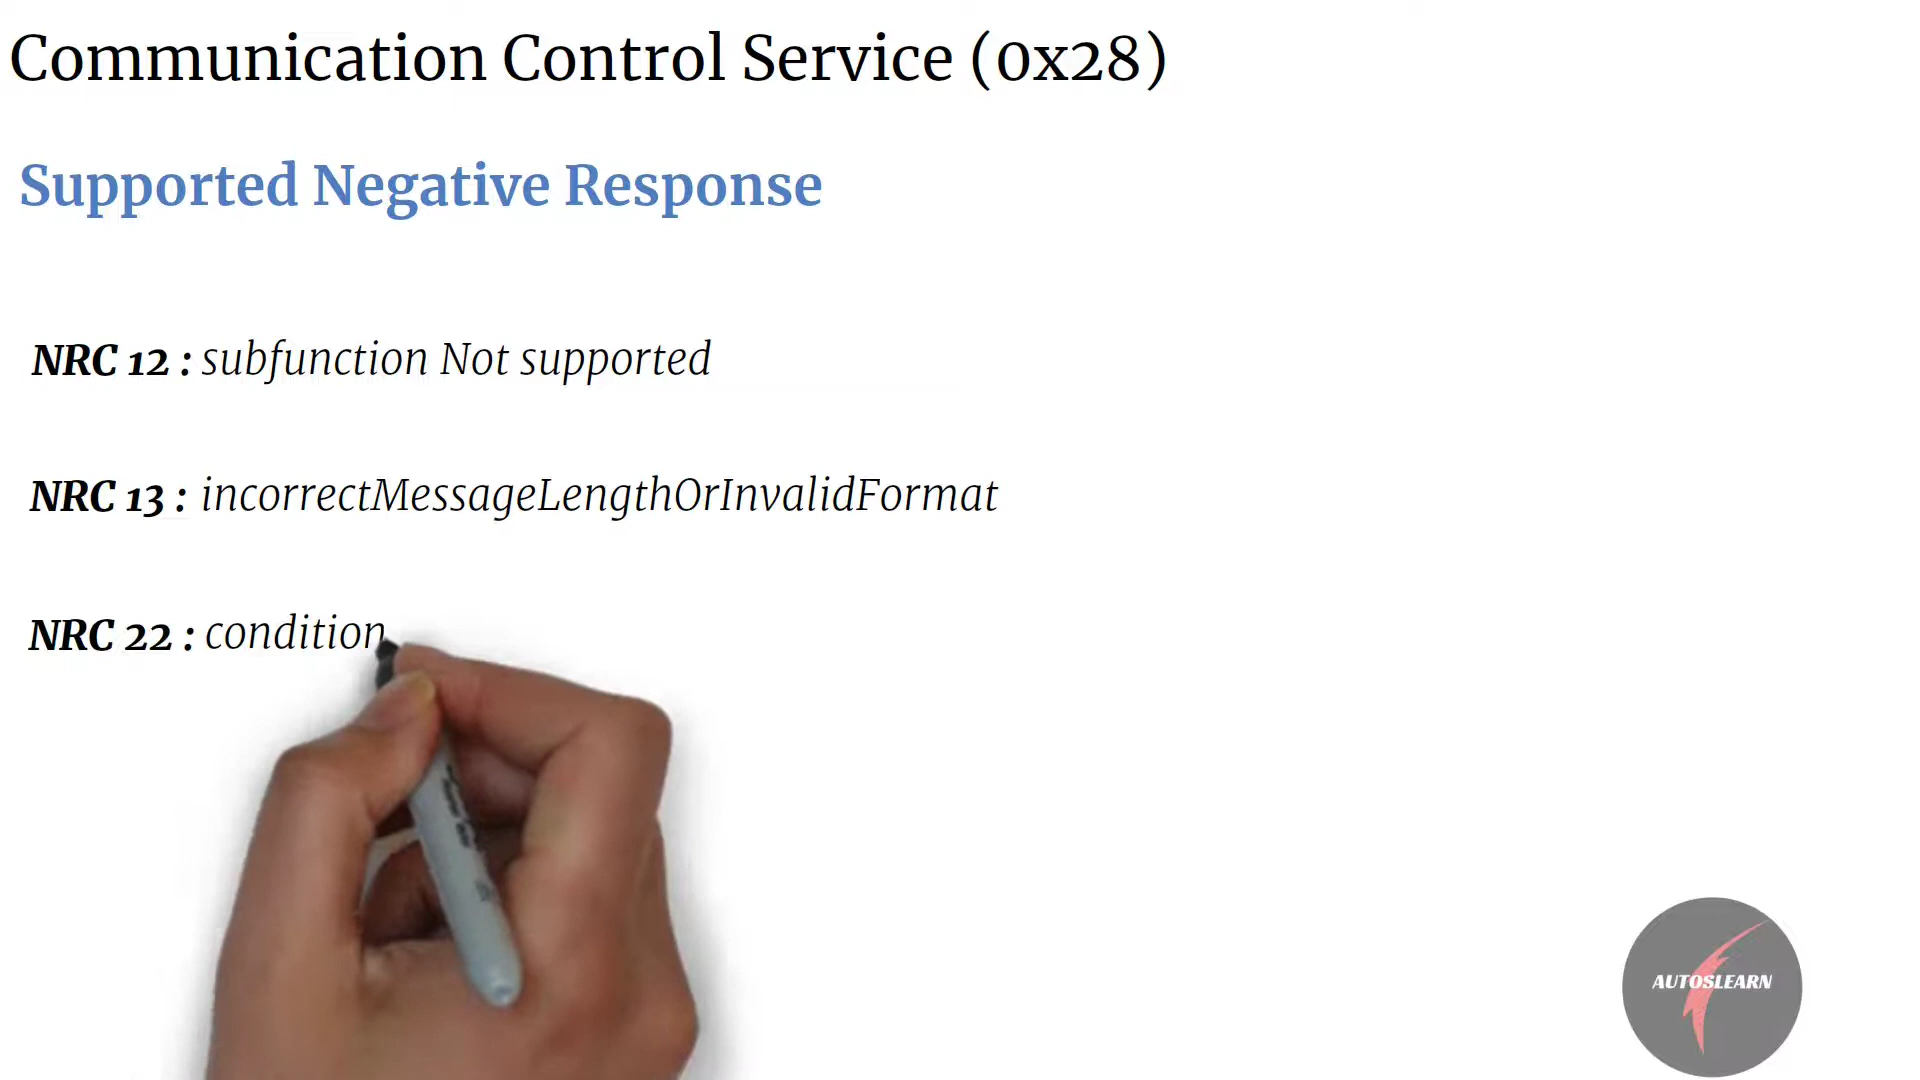 Communication Control Service (0x28)
Supported Negative Response
NRC 12 : subfunction Not supported
NRC 13 : incorrectMessageLengthOrInvalidFormat
NRC 22 : condition
AUTOSLEARN